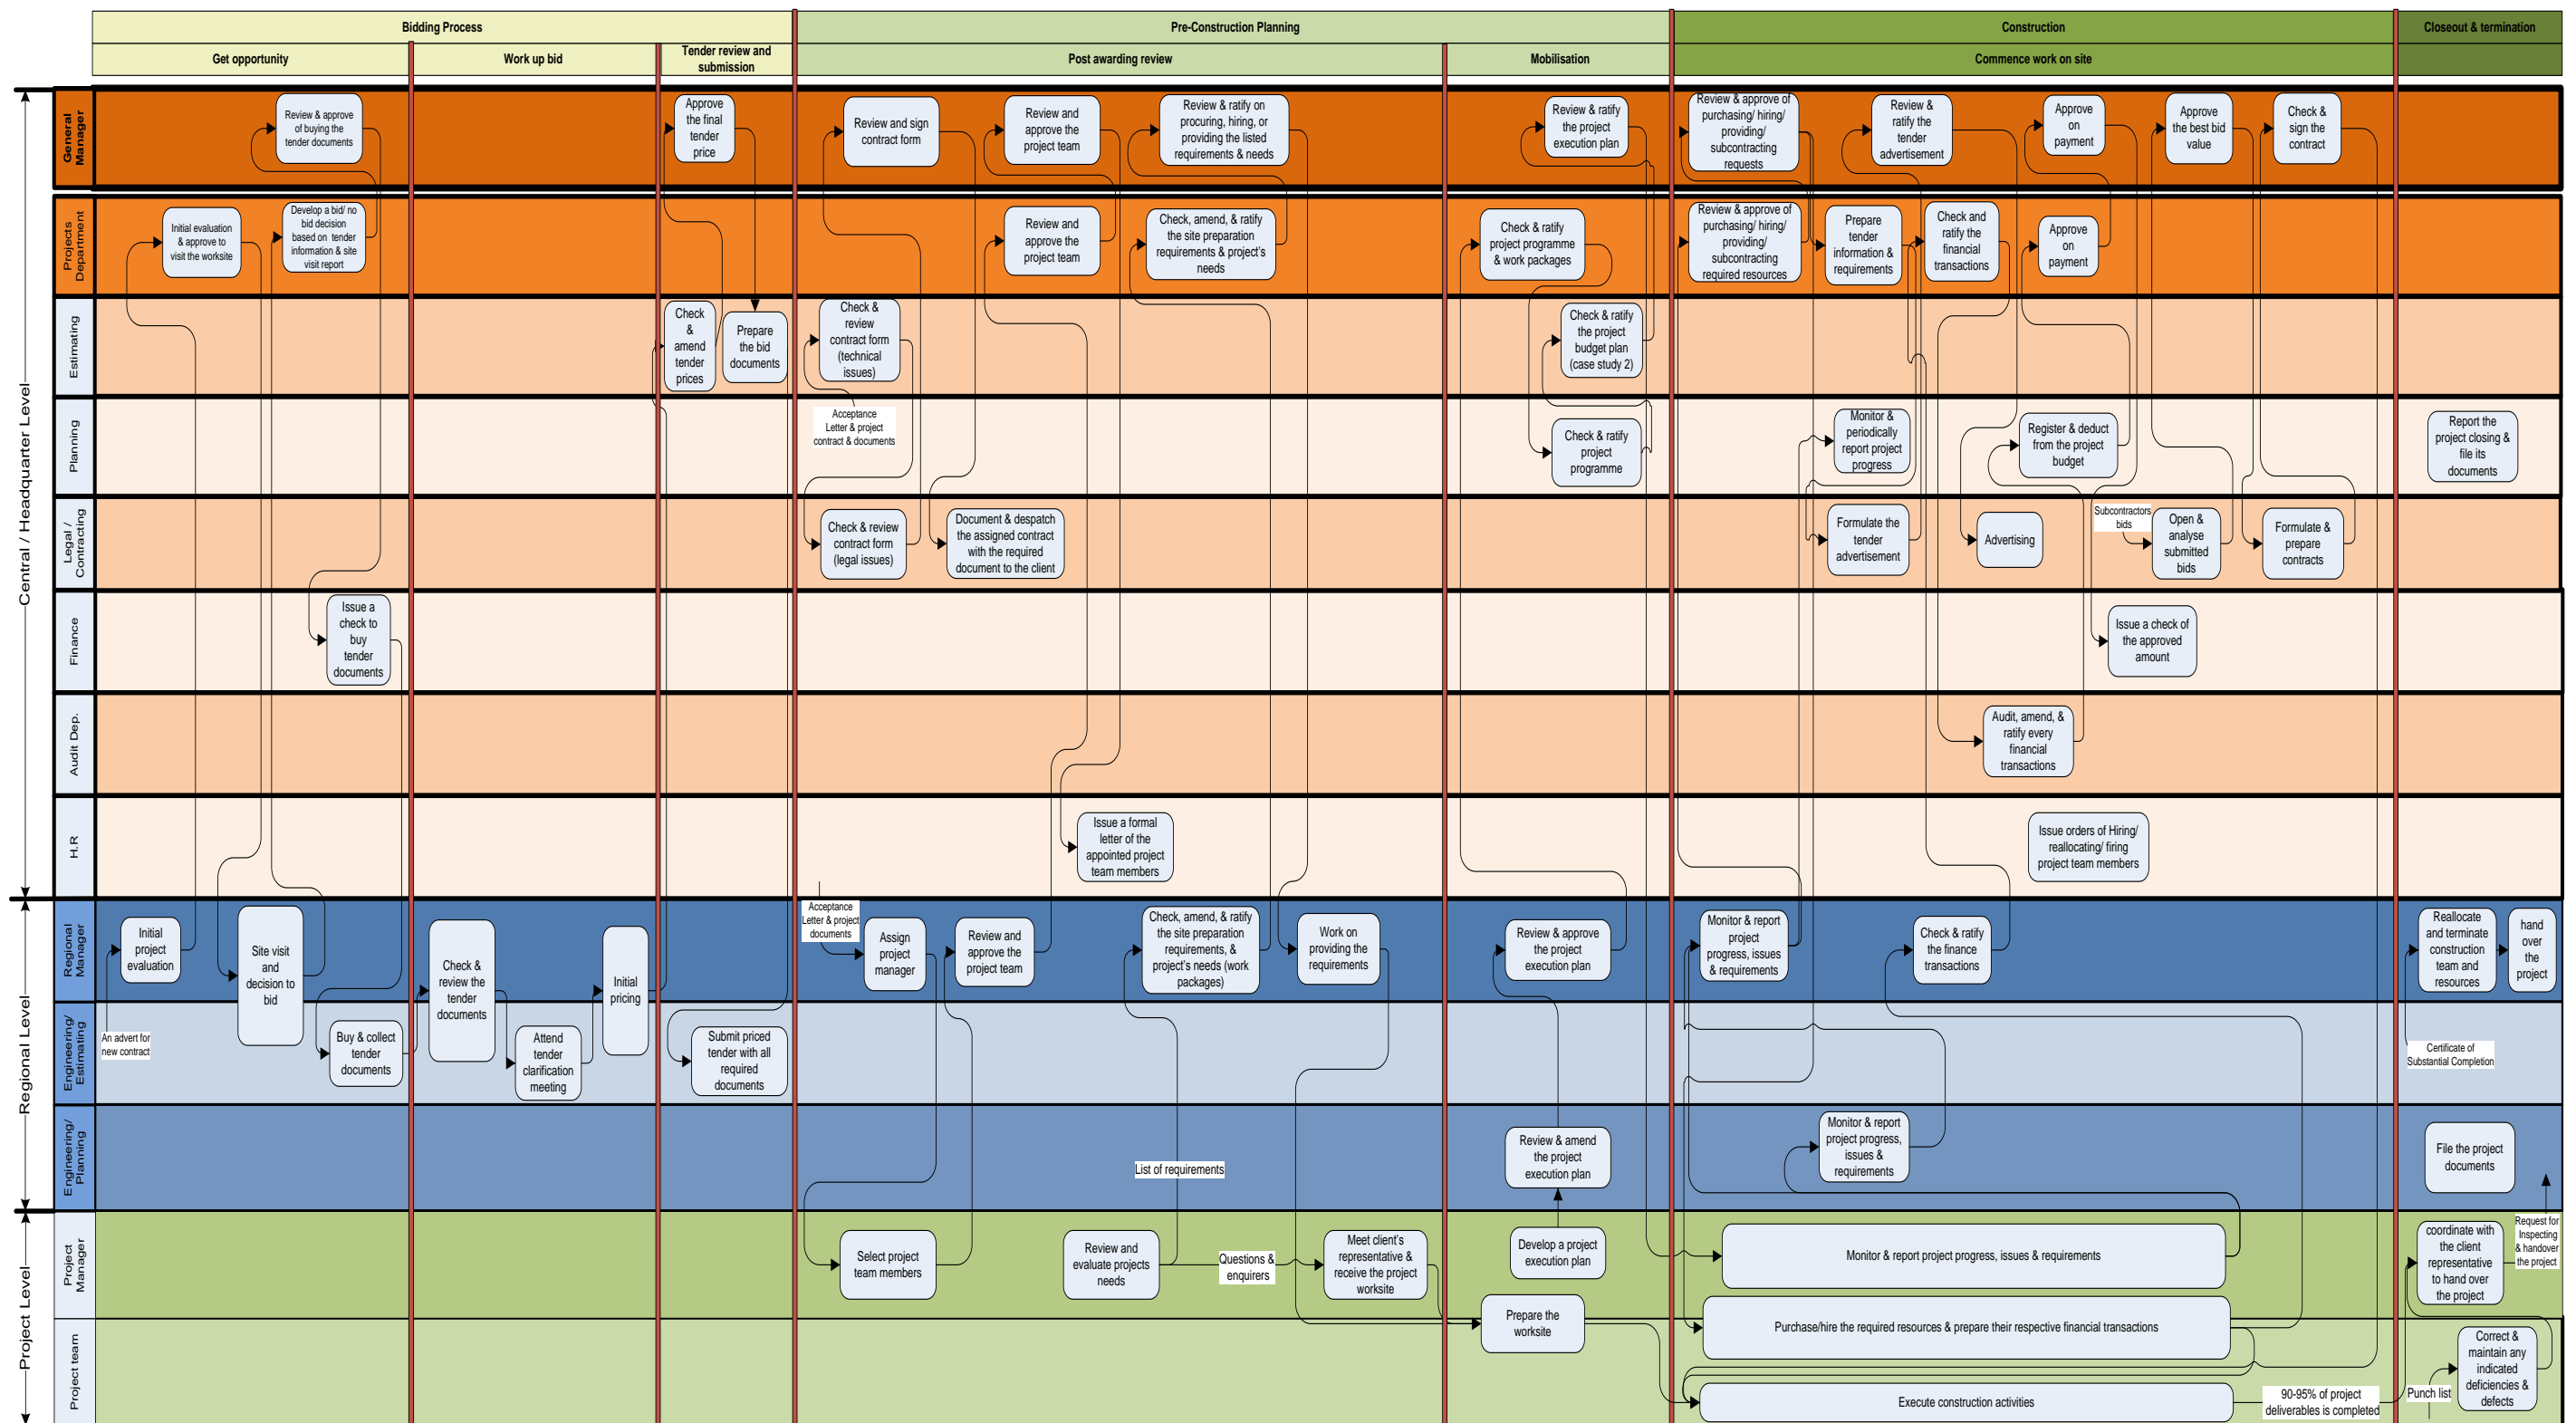 Bidding Process
Pre-Construction Planning
Construction
Closeout & termination
Get opportunity
Work up bid
Tender review and
submission
Post awarding review
Mobilisation
Commence work on site
Central / Headquarter Level
General
Manager
Review & approve
of buying the
tender documents
Approve
the final
tender
price
Review and sign
contract form
Review and
approve the
project team
Review & ratify on
procuring, hiring, or
providing the listed
requirements & needs
Review & ratify
the project
execution plan
Review & approve of
purchasing/ hiring/
providing/
subcontracting
requests
Review &
ratify the
tender
advertisement
Approve
on
payment
Approve
the best bid
value
Check &
sign the
contract
Projects
Department
Initial evaluation
& approve to
visit the worksite
Develop a bid/ no
bid decision
based on tender
information & site
visit report
Review and
approve the
project team
Check, amend, & ratify
the site preparation
requirements & project's
needs
Check & ratify
project programme
& work packages
Review & approve of
purchasing/ hiring/
providing/
subcontracting
required resources
Prepare
tender
information &
requirements
Check and
ratify the
financial
transactions
Approve
on
payment
Estimating
Check
&
amend
tender
prices
Prepare
the bid
documents
Check &
review
contract form
(technical
issues)
Check & ratify
the project
budget plan
(case study 2)
Planning
Acceptance
Letter & project
contract & documents
Check & ratify
project
programme
Monitor &
periodically
report project
progress
Register & deduct
from the project
budget
Report the
project closing &
file its
documents
Legal /
Contracting
Check & review
contract form
(legal issues)
Document & despatch
the assigned contract
with the required
document to the client
Formulate the
tender
advertisement
Advertising
Subcontractors
bids
Open &
analyse
submitted
bids
Formulate &
prepare
contracts
Finance
Issue a
check to
buy
tender
documents
Issue a check of
the approved
amount
Audit Dep.
Audit, amend, &
ratify every
financial
transactions
H.R
Issue a formal
letter of the
appointed project
team members
Issue orders of Hiring/
reallocating/ firing
project team members
Regional Level
Regional
Manager
Initial
project
evaluation
Site visit
and
decision to
bid
Check &
review the
tender
documents
Initial
pricing
Acceptance
Letter & project
documents
Assign
project
manager
Review and
approve the
project team
Check, amend, & ratify
the site preparation
requirements, &
project's needs (work
packages)
Work on
providing the
requirements
Review & approve
the project
execution plan
Monitor & report
project
progress, issues
& requirements
Check & ratify
the finance
transactions
Reallocate
and terminate
construction
team and
resources
hand
over
the
project
Engineering/
Estimating
An advert for
new contract
Buy & collect
tender
documents
Attend
tender
clarification
meeting
Submit priced
tender with all
required
documents
Certificate of
Substantial Completion
Engineering/
Planning
List of requirements
Review & amend
the project
execution plan
Monitor & report
project progress,
issues &
requirements
File the project
documents
Project Level
Project
Manager
Select project
team members
Review and
evaluate projects
needs
Questions &
enquirers
Meet client's
representative &
receive the project
worksite
Develop a project
execution plan
Monitor & report project progress, issues & requirements
coordinate with
the client
representative
to hand over
the project
Request for
Inspecting
& handover
the project
Project team
Prepare the
worksite
Purchase/hire the required resources & prepare their respective financial transactions
Execute construction activities
90-95% of project
deliverables is completed
Punch list
Correct &
maintain any
indicated
deficiencies &
defects